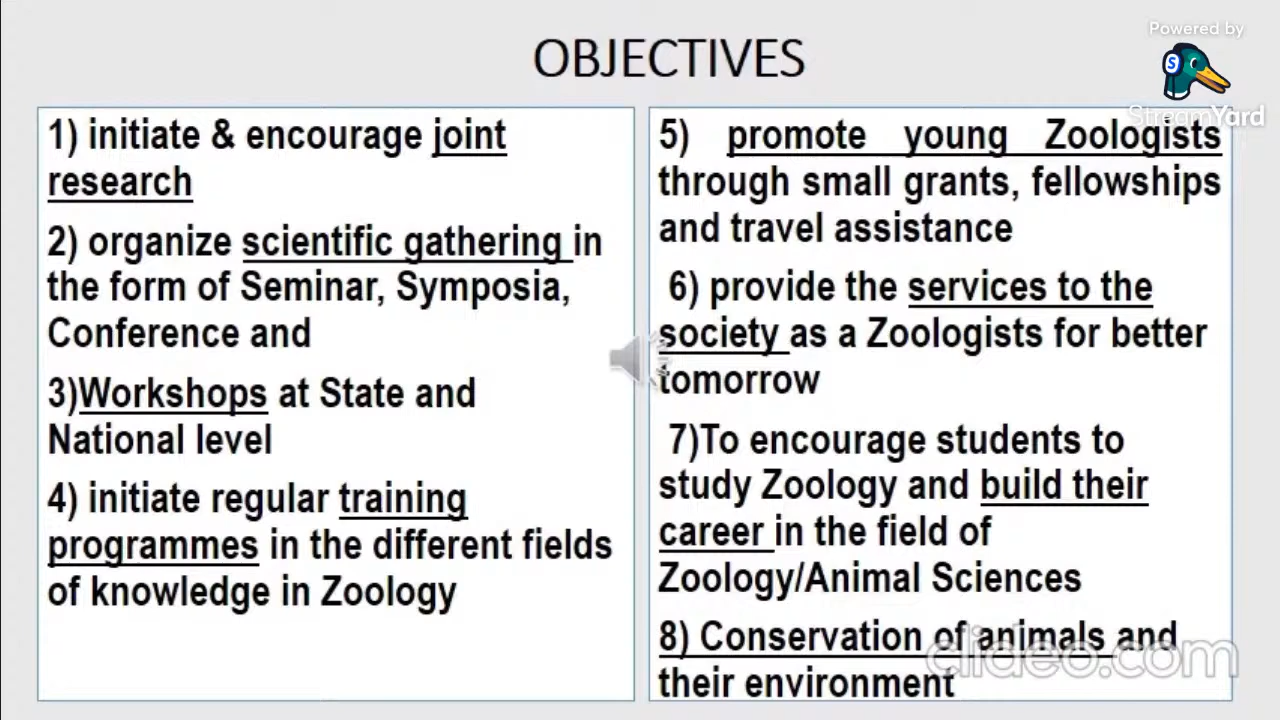 OBJECTIVES
1) initiate & encourage joint
research
2) organize scientific gathering in
the form of Seminar, Symposia,
Conference and
3)Workshops at State and
National level
4) initiate regular training
programmes in the different fields
of knowledge in Zoology
5) promote young Zoologists
through small grants, fellowships
and travel assistance
6) provide the services to the
society as a Zoologists for better
tomorrow
7)To encourage students to
study Zoology and build their
career in the field of
Zoology/Animal Sciences
8) Conservation of animals and
their environment
Powered by
S
StreamYard
clideo.com